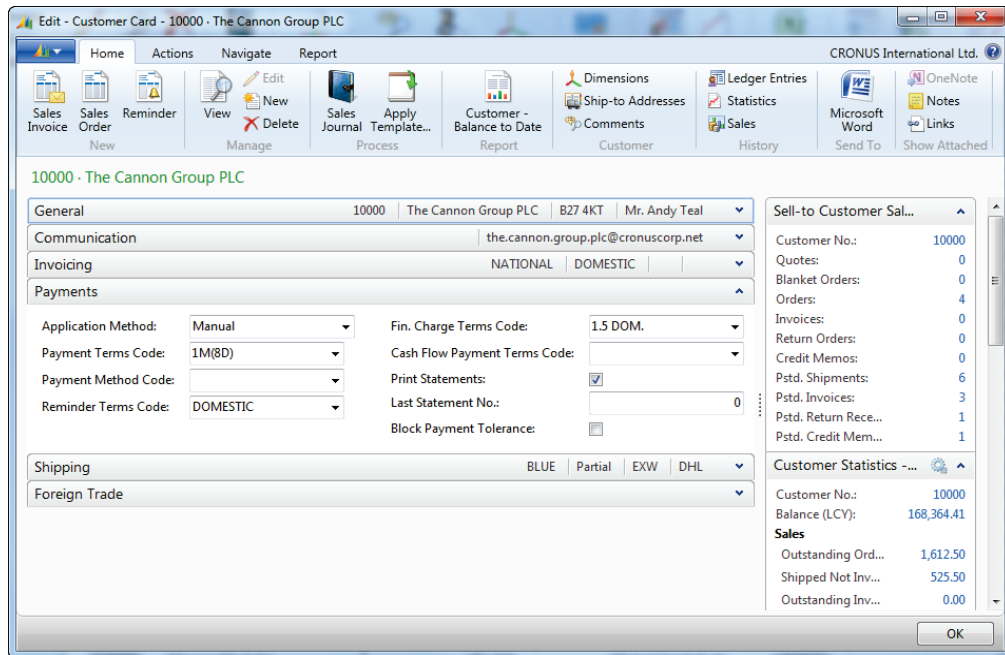 Edit - Customer Card - 10000 · The Cannon Group PLC
Home Actions Navigate Report CRONUS International Ltd.
Sales Invoice
Sales Order
Reminder
New
View
Edit
New
Delete
Manage
Sales Journal
Apply Template...
Process
Customer - Balance to Date
Report
Dimensions
Ship-to Addresses
Comments
Customer
Ledger Entries
Statistics
Sales
History
Microsoft Word
Send To
OneNote
Notes
Links
Show Attached
10000 · The Cannon Group PLC
General 10000 The Cannon Group PLC B27 4KT Mr. Andy Teal
Communication the.cannon.group.plc@cronuscorp.net
Invoicing NATIONAL DOMESTIC
Payments
Application Method: Manual
Payment Terms Code: 1M(8D)
Payment Method Code:
Reminder Terms Code: DOMESTIC
Fin. Charge Terms Code: 1.5 DOM.
Cash Flow Payment Terms Code:
Print Statements:
Last Statement No.: 0
Block Payment Tolerance:
Shipping BLUE Partial EXW DHL
Foreign Trade
Sell-to Customer Sal...
Customer No.: 10000
Quotes: 0
Blanket Orders: 0
Orders: 4
Invoices: 0
Return Orders: 0
Credit Memos: 0
Pstd. Shipments: 6
Pstd. Invoices: 3
Pstd. Return Rece... 1
Pstd. Credit Mem... 1
Customer Statistics -...
Customer No.: 10000
Balance (LCY): 168,364.41
Sales
Outstanding Ord... 1,612.50
Shipped Not Inv... 525.50
Outstanding Inv... 0.00
OK